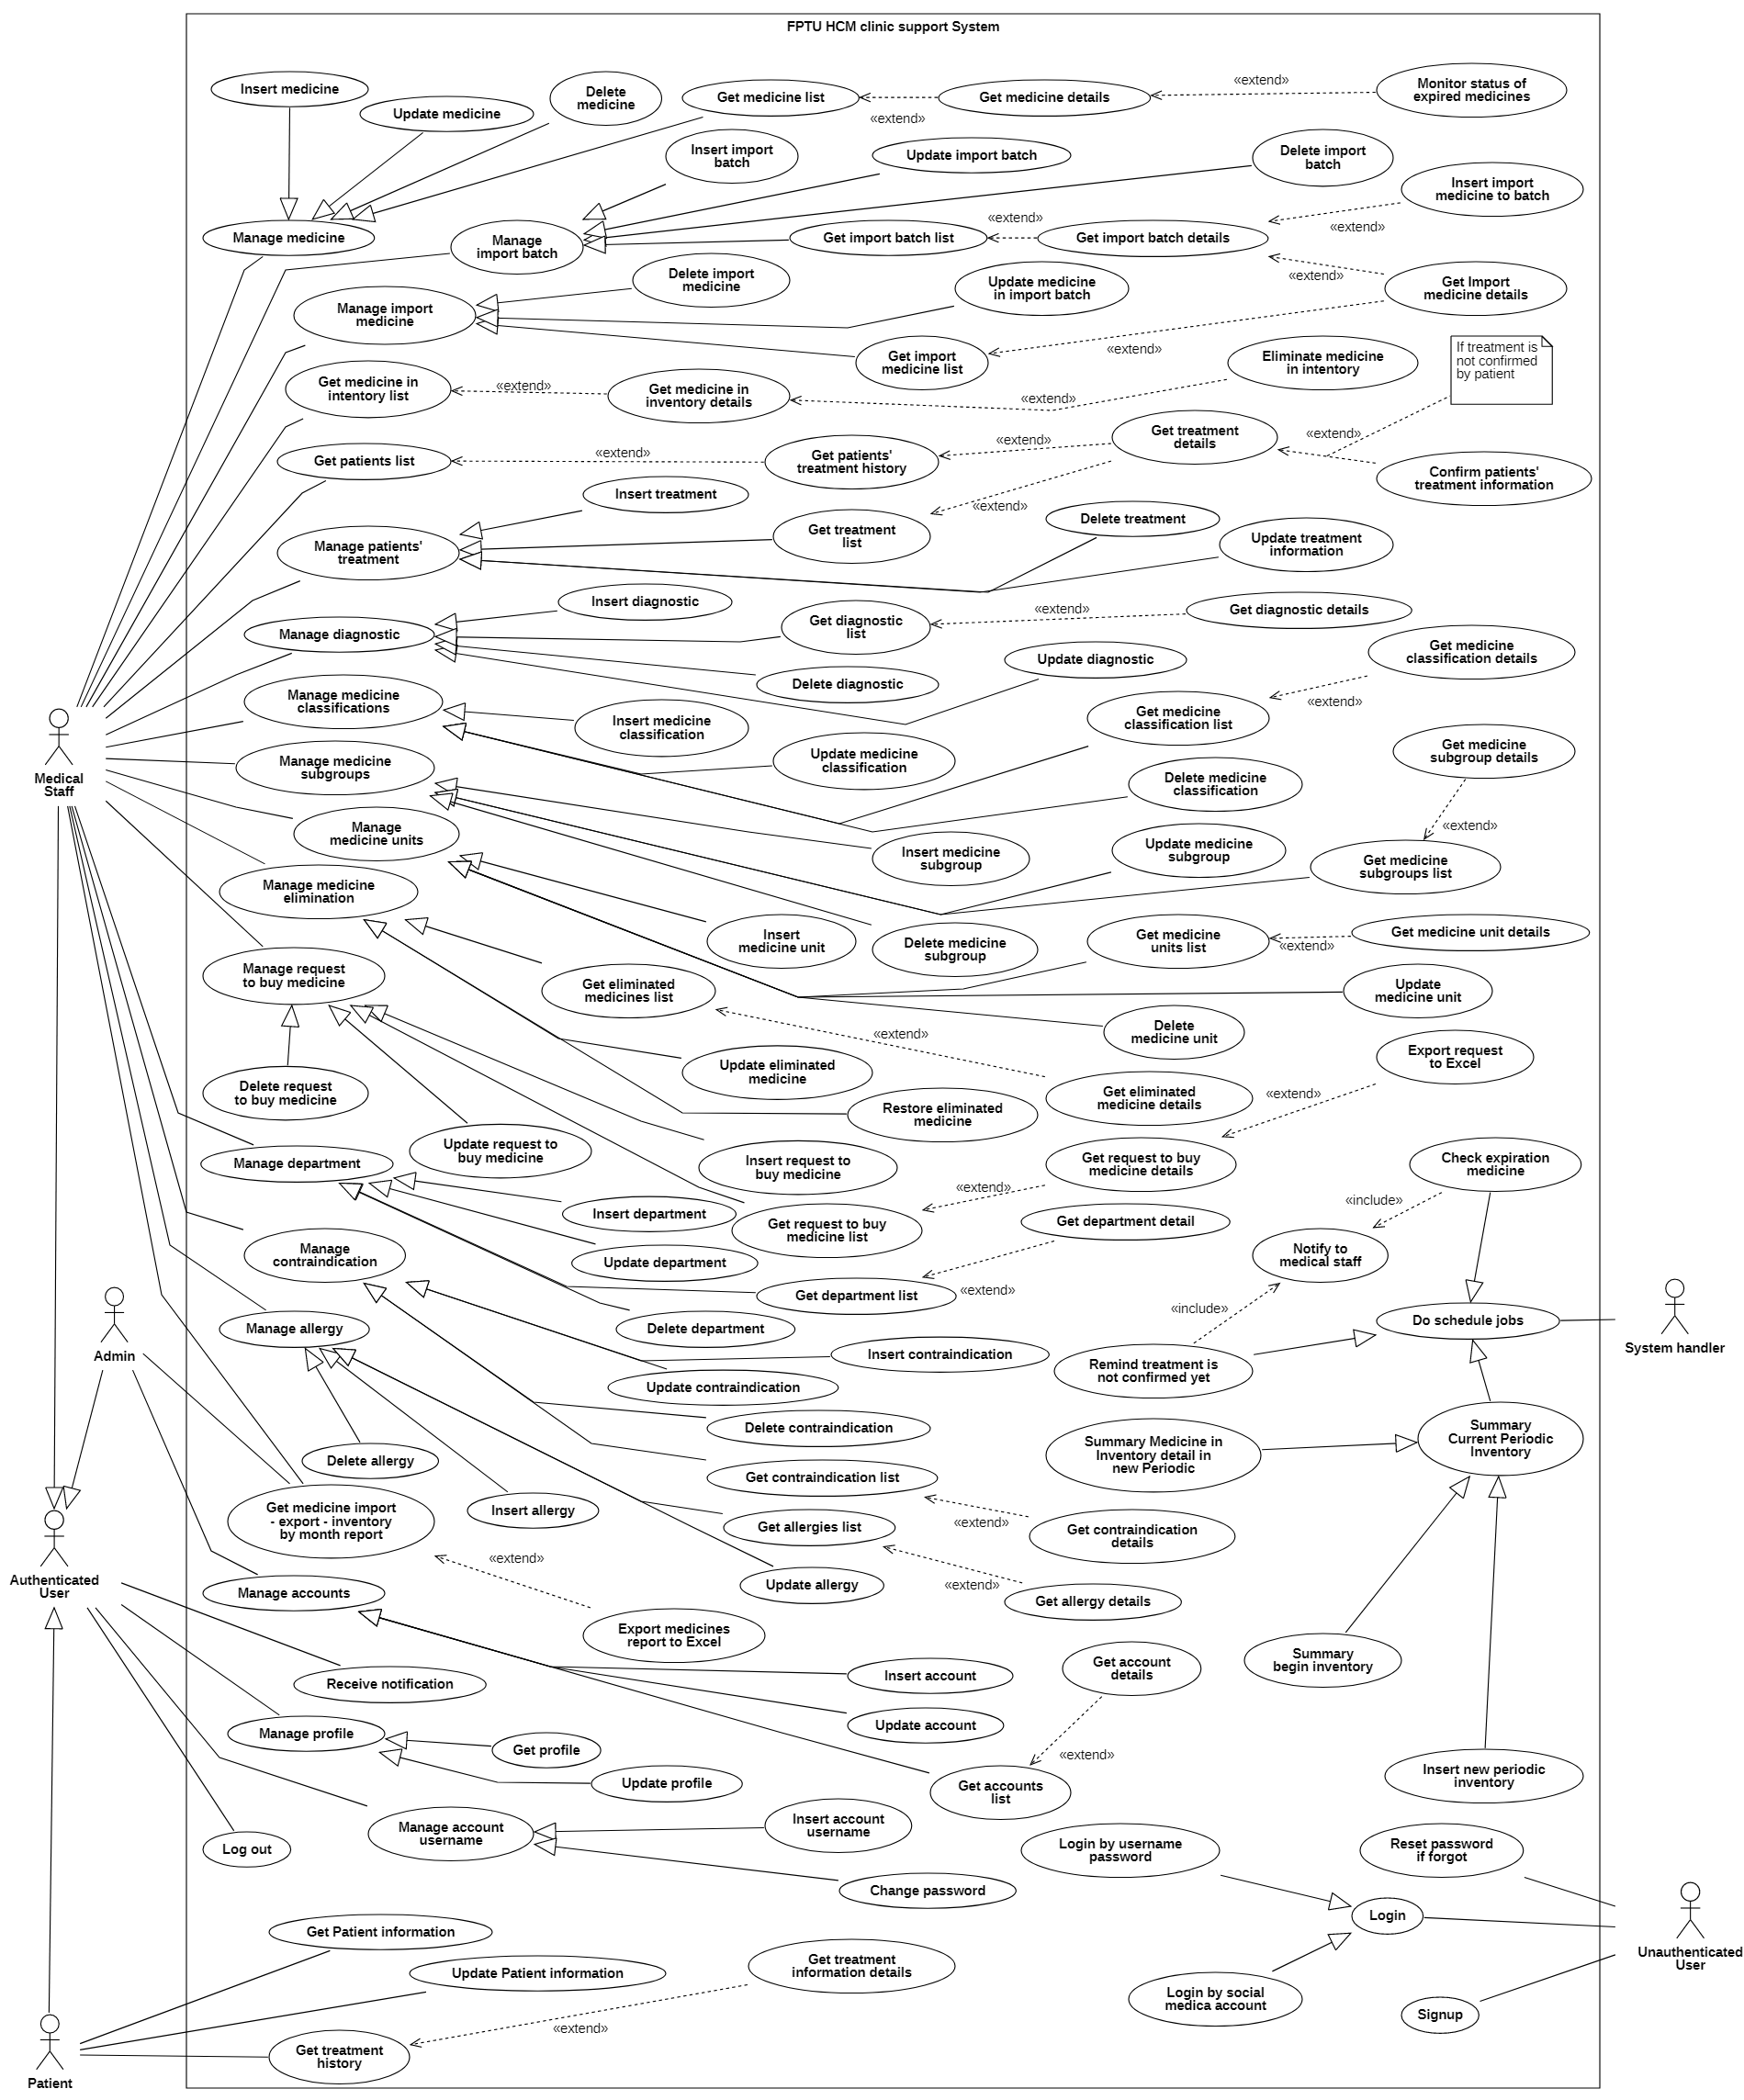 FPTU HCM clinic support System
Insert medicine
Update medicine
Delete
medicine
Get medicine list
«extend»
Get medicine details
«extend»
Monitor status of
expired medicines
Insert import
batch
Update import batch
Delete import
batch
Insert import
medicine to batch
Manage medicine
Manage
import batch
Get import batch list
«extend»
Get import batch details
«extend»
«extend»
Delete import
medicine
Update medicine
in import batch
Get Import
medicine details
Manage import
medicine
Get import
medicine list
«extend»
Eliminate medicine
in intentory
If treatment is
not confirmed
by patient
Get medicine in
intentory list
«extend»
Get medicine in
inventory details
«extend»
Get treatment
details
«extend»
Get patients list
«extend»
Get patients'
treatment history
«extend»
Confirm patients'
treatment information
Insert treatment
«extend»
Get treatment
list
Delete treatment
Update treatment
information
Manage patients'
treatment
Insert diagnostic
Get diagnostic
list
«extend»
Get diagnostic details
Manage diagnostic
Update diagnostic
Get medicine
classification details
Delete diagnostic
«extend»
Manage medicine
classifications
Insert medicine
classification
Get medicine
classification list
Update medicine
classification
Get medicine
subgroup details
Medical
Staff
Manage medicine
subgroups
Delete medicine
classification
«extend»
Manage
medicine units
Insert medicine
subgroup
Update medicine
subgroup
Get medicine
subgroups list
Manage medicine
elimination
Insert
medicine unit
Delete medicine
subgroup
Get medicine
units list
«extend»
Get medicine unit details
Manage request
to buy medicine
Get eliminated
medicines list
Update
medicine unit
«extend»
Delete
medicine unit
Export request
to Excel
Delete request
to buy medicine
Update eliminated
medicine
Get eliminated
medicine details
«extend»
Restore eliminated
medicine
Update request to
buy medicine
Manage department
Insert request to
buy medicine
Get request to buy
medicine details
Check expiration
medicine
«extend»
«include»
Insert department
Get request to buy
medicine list
Get department detail
Manage
contraindication
Update department
Notify to
medical staff
Get department list
«extend»
«include»
Admin
Manage allergy
Delete department
Do schedule jobs
System handler
Insert contraindication
Remind treatment is
not confirmed yet
Update contraindication
Delete contraindication
Summary
Current Periodic
Inventory
Delete allergy
Summary Medicine in
Inventory detail in
new Periodic
Get contraindication list
Insert allergy
Get medicine import
- export - inventory
by month report
Get allergies list
«extend»
Get contraindication
details
«extend»
Authenticated
User
Manage accounts
Update allergy
«extend»
Get allergy details
Export medicines
report to Excel
Summary
begin inventory
Receive notification
Insert account
Get account
details
Update account
Manage profile
Get profile
«extend»
Update profile
Get accounts
list
Insert new periodic
inventory
Manage account
username
Insert account
username
Log out
Login by username
password
Reset password
if forgot
Change password
Login
Get Patient information
Unauthenticated
User
Update Patient information
Get treatment
information details
Login by social
medica account
Signup
«extend»
Get treatment
history
Patient